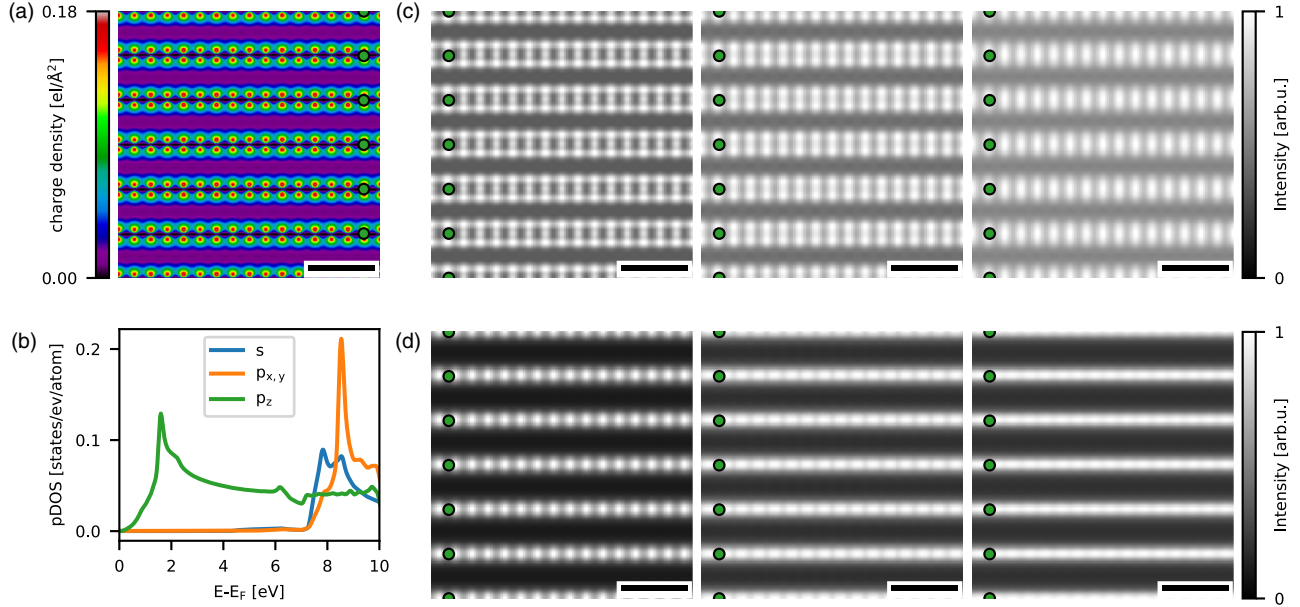 (a)
0.18
charge density [el/Å²]
0.00
(b)
pDOS [states/ev/atom]
0.2
0.1
0.0
s
pₓ,ᵧ
p_z
0
2
4
6
8
10
E-E_F [eV]
(c)
1
Intensity [arb.u.]
0
(d)
1
Intensity [arb.u.]
0